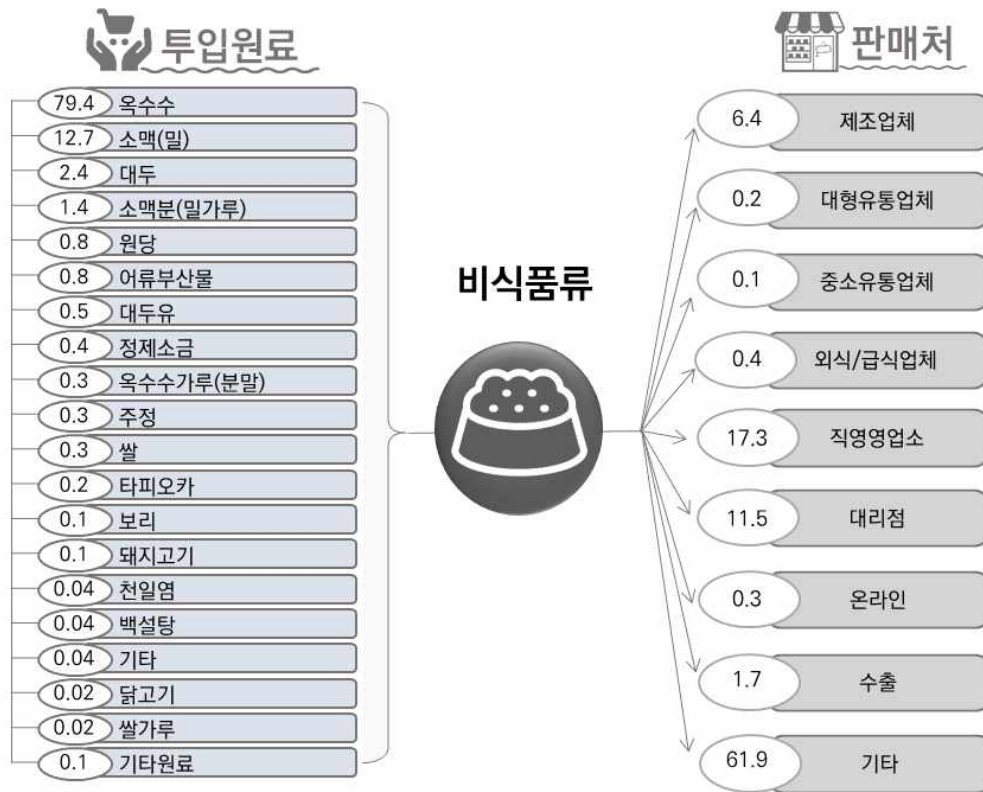 투입원료
79.4 옥수수
12.7 소맥(밀)
2.4 대두
1.4 소맥분(밀가루)
0.8 원당
0.8 어류부산물
0.5 대두유
0.4 정제소금
0.3 옥수수가루(분말)
0.3 주정
0.3 쌀
0.2 타피오카
0.1 보리
0.1 돼지고기
0.04 천일염
0.04 백설탕
0.04 기타
0.02 닭고기
0.02 쌀가루
0.1 기타원료
비식품류
판매처
6.4 제조업체
0.2 대형유통업체
0.1 중소유통업체
0.4 외식/급식업체
17.3 직영영업소
11.5 대리점
0.3 온라인
1.7 수출
61.9 기타